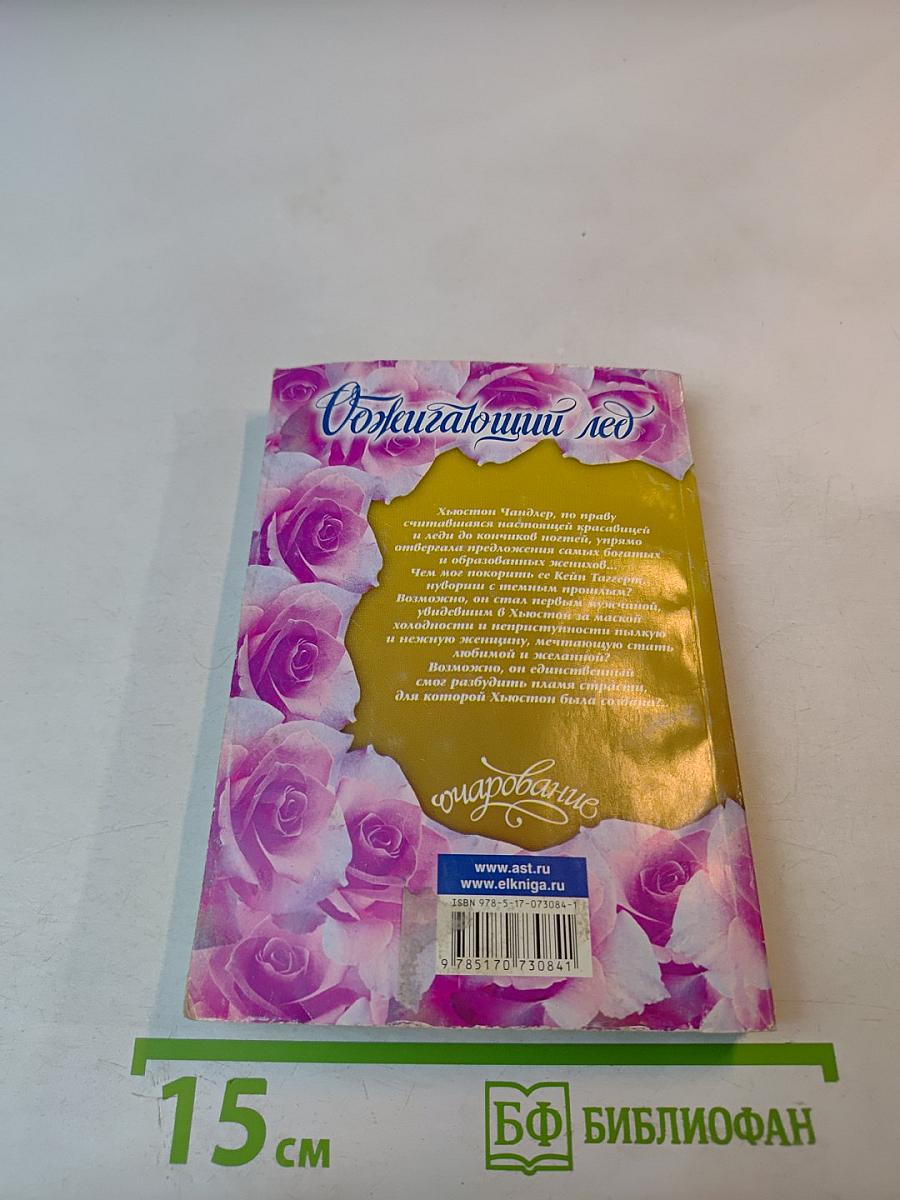 Обжигающий лед
Хьюстон Чандлер, по праву
считавшаяся настоящей красавицей
и леди до кончиков ногтей, упрямо
отвергала предложения самых богатых
и образованных женихов...
Чем мог покорить ее Кейн Таггерт,
нувориш с темным прошлым?
Возможно, он стал первым мужчиной,
увидевшим в Хьюстон за маской
холодности и неприступности пылкую
и нежную женщину, мечтающую стать
любимой и желанной?
Возможно, он единственный
смог разбудить пламя страсти,
для которой Хьюстон была создана?..
очарование
www.ast.ru
www.elkniga.ru
ISBN 978-5-17-073084-1
9 785170 730841
15 см
БФ БИБЛИОФАН